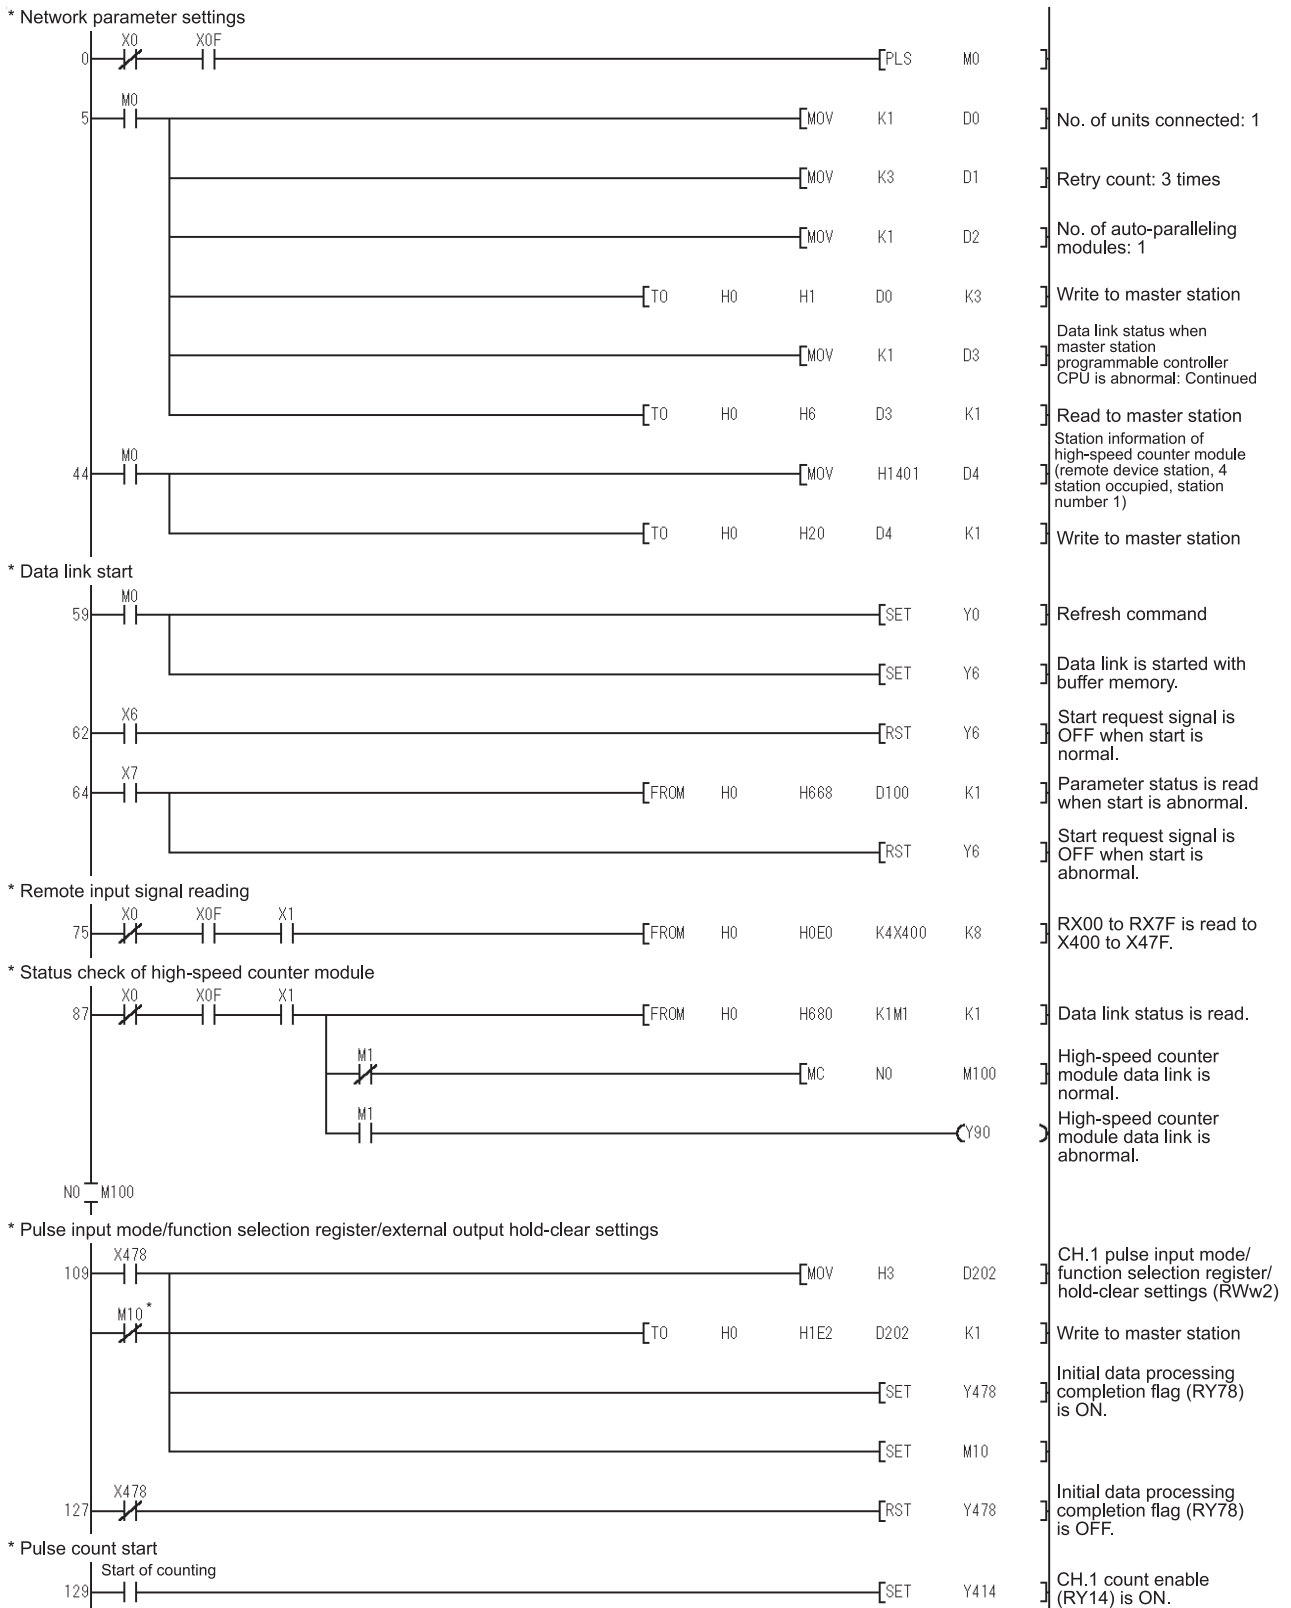 * Network parameter settings
X0 X0F
0 PLS M0
M0
5 MOV K1 D0 No. of units connected: 1
MOV K3 D1 Retry count: 3 times
MOV K1 D2 No. of auto-paralleling
modules: 1
TO H0 H1 D0 K3 Write to master station
MOV K1 D3 Data link status when
master station
programmable controller
CPU is abnormal: Continued
TO H0 H6 D3 K1 Read to master station
M0
44 MOV H1401 D4 Station information of
high-speed counter module
(remote device station, 4
station occupied, station
number 1)
TO H0 H20 D4 K1 Write to master station
* Data link start
M0
59 SET Y0 Refresh command
SET Y6 Data link is started with
buffer memory.
X6
62 RST Y6 Start request signal is
OFF when start is
normal.
X7
64 FROM H0 H668 D100 K1 Parameter status is read
when start is abnormal.
RST Y6 Start request signal is
OFF when start is
abnormal.
* Remote input signal reading
X0 X0F X1
75 FROM H0 H0E0 K4X400 K8 RX00 to RX7F is read to
X400 to X47F.
* Status check of high-speed counter module
X0 X0F X1
87 FROM H0 H680 K1M1 K1 Data link status is read.
M1
MC N0 M100 High-speed counter
module data link is
normal.
M1
Y90 High-speed counter
module data link is
abnormal.
N0 M100
* Pulse input mode/function selection register/external output hold-clear settings
X478
109 MOV H3 D202 CH.1 pulse input mode/
function selection register/
hold-clear settings (RWw2)
M10 *
TO H0 H1E2 D202 K1 Write to master station
SET Y478 Initial data processing
completion flag (RY78)
is ON.
SET M10
X478
127 RST Y478 Initial data processing
completion flag (RY78)
is OFF.
* Pulse count start
Start of counting
129 SET Y414 CH.1 count enable
(RY14) is ON.